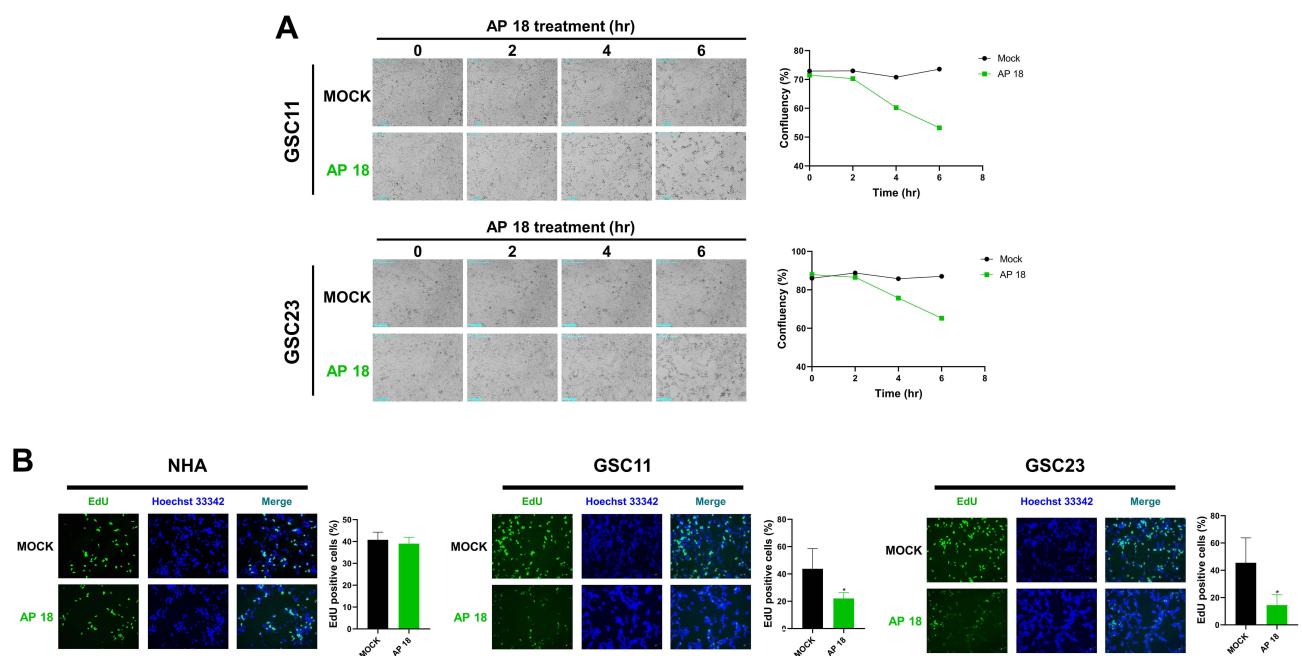 A
AP 18 treatment (hr)
0 2 4 6
GSC11
MOCK
AP 18
80
70
60
50
40
Confluency (%)
0 2 4 6 8
Time (hr)
Mock
AP 18
AP 18 treatment (hr)
0 2 4 6
GSC23
MOCK
AP 18
100
80
60
40
Confluency (%)
0 2 4 6 8
Time (hr)
Mock
AP 18
B
NHA
EdU Hoechst 33342 Merge
MOCK
AP 18
EdU positive cells (%)
50
40
30
20
10
0
MOCK AP 18
GSC11
EdU Hoechst 33342 Merge
MOCK
AP 18
EdU positive cells (%)
80
60
40
20
0
*
MOCK AP 18
GSC23
EdU Hoechst 33342 Merge
MOCK
AP 18
EdU positive cells (%)
80
60
40
20
0
*
MOCK AP 18